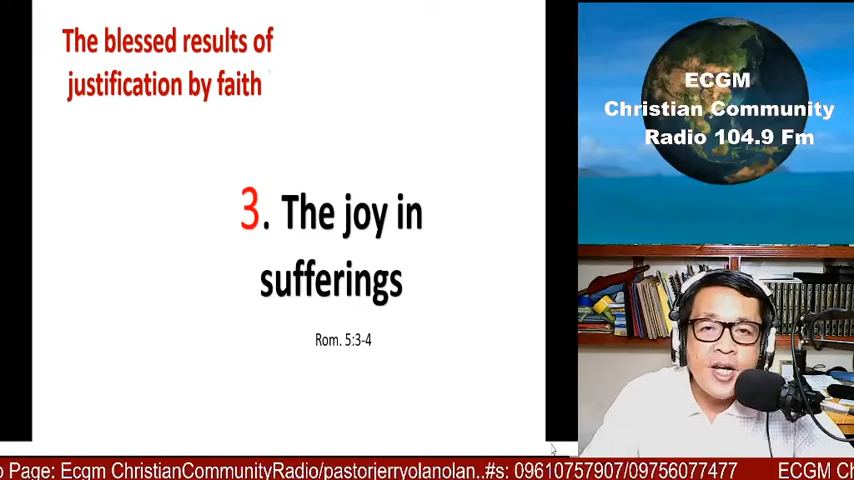 The blessed results of
justification by faith
3. The joy in
sufferings
Rom. 5:3-4
ECGM
Christian Community
Radio 104.9 Fm
o Page: Ecgm ChristianCommunityRadio/pastorjerryolanolan..#s: 09610757907/09756077477 ECGM Ch